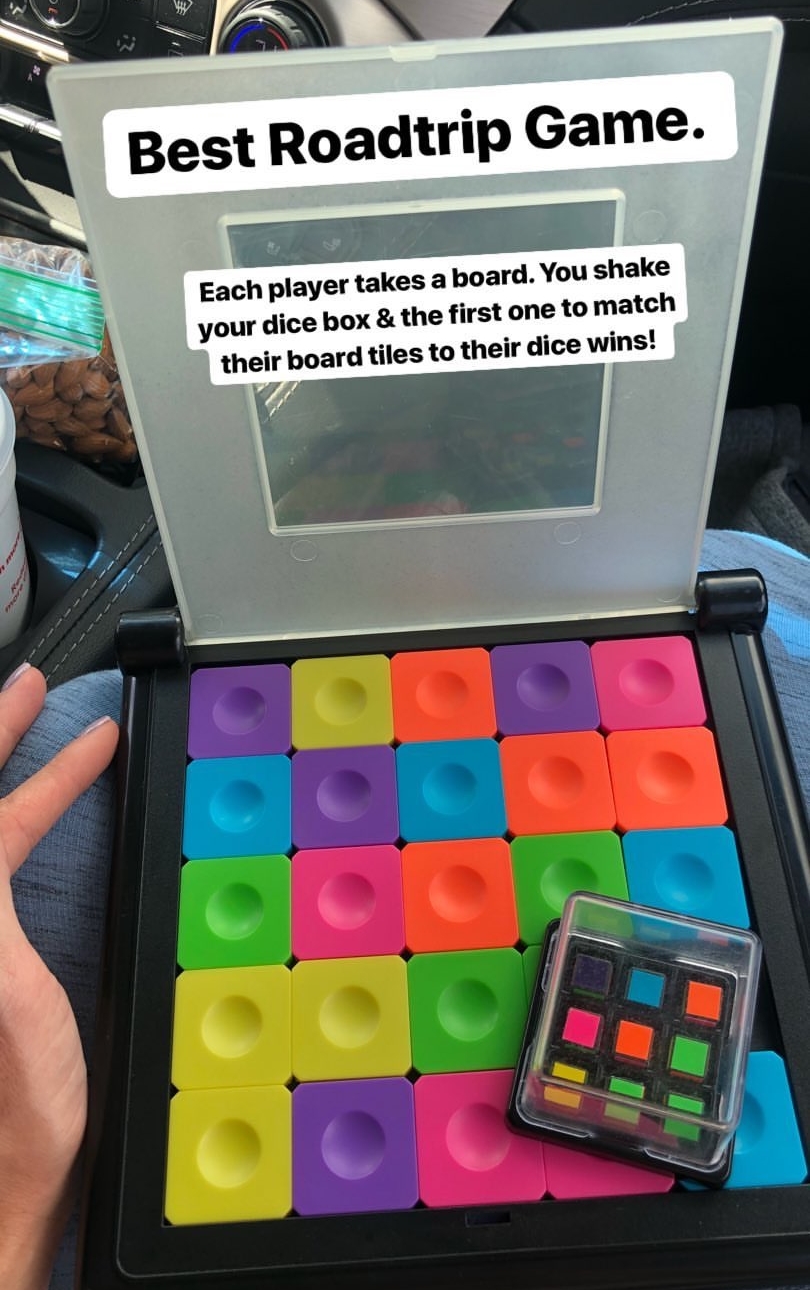 Best Roadtrip Game.
Each player takes a board. You shake
your dice box & the first one to match
their board tiles to their dice wins!